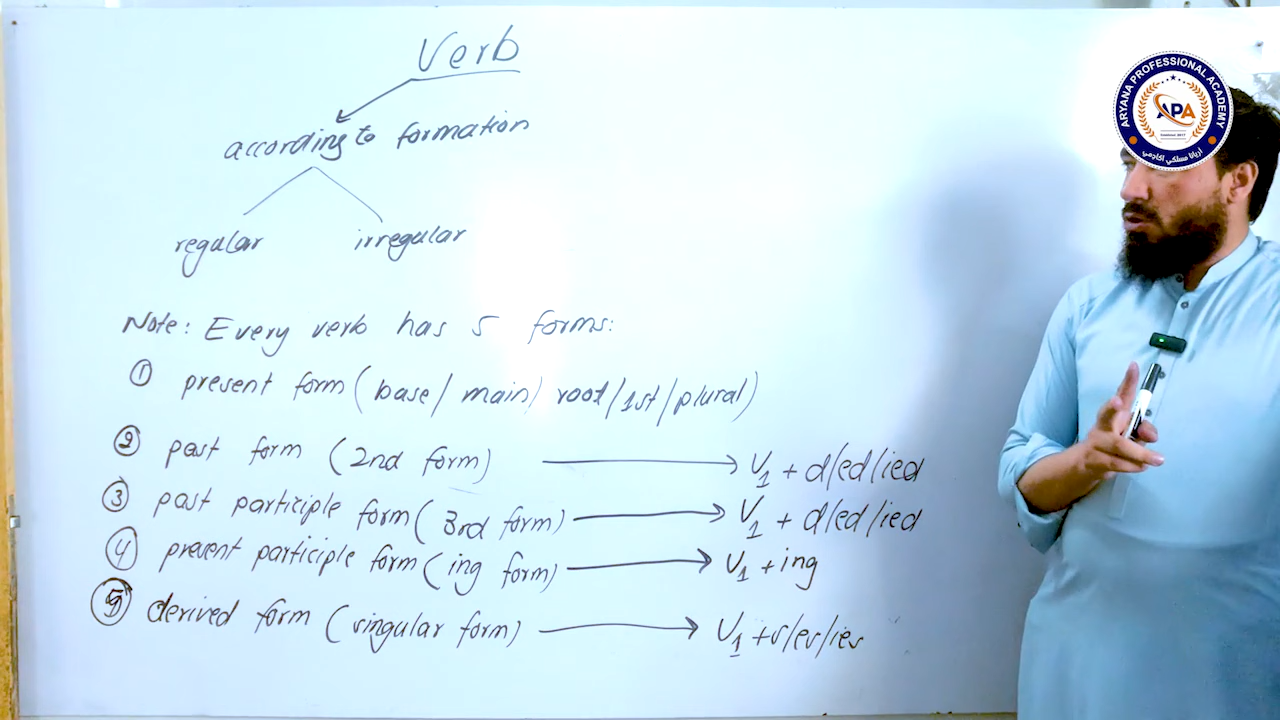 Verb
according to formation
regular irregular
Note: Every verb has 5 forms:
① present form (base/main/root/1st/plural)
② past form (2nd form) → V₁ + d/ed/ied
③ past participle form (3rd form) → V₁ + d/ed/ied
④ present participle form (ing form) → V₁ + ing
⑤ derived form (singular form) → V₁ + s/es/ies
ARYANA PROFESSIONAL ACADEMY
APA
اریانا مسلکي اکاډمي